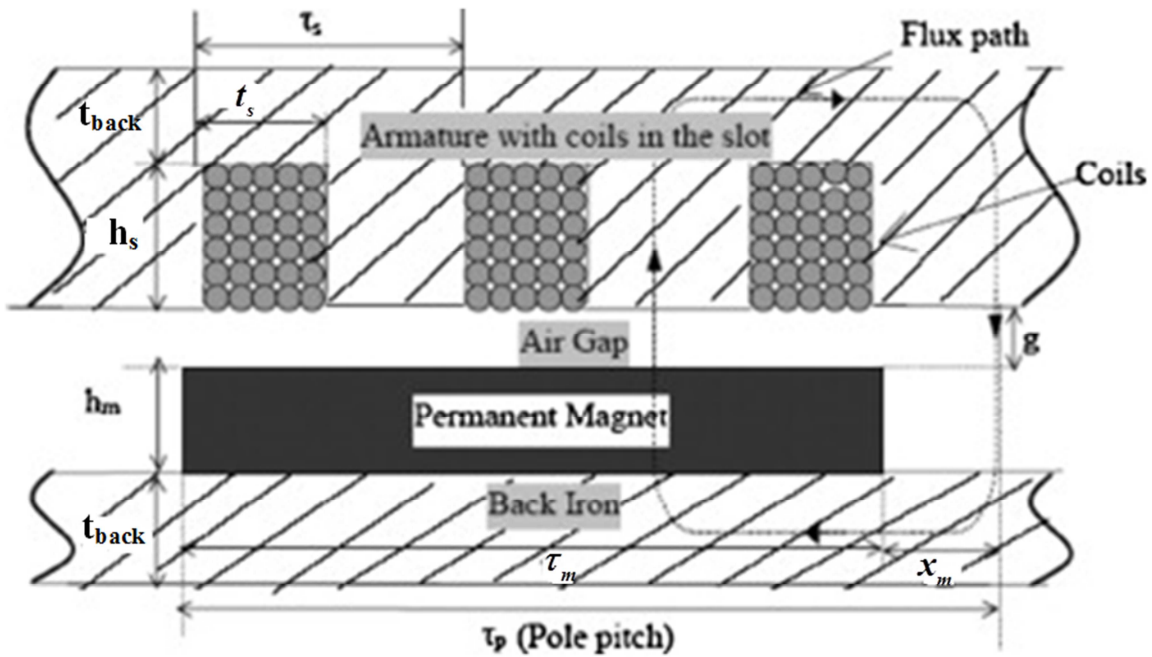 τs
Flux path
tback
ts
Armature with coils in the slot
Coils
hs
Air Gap
g
hm
Permanent Magnet
Back Iron
tback
τm
xm
τp (Pole pitch)